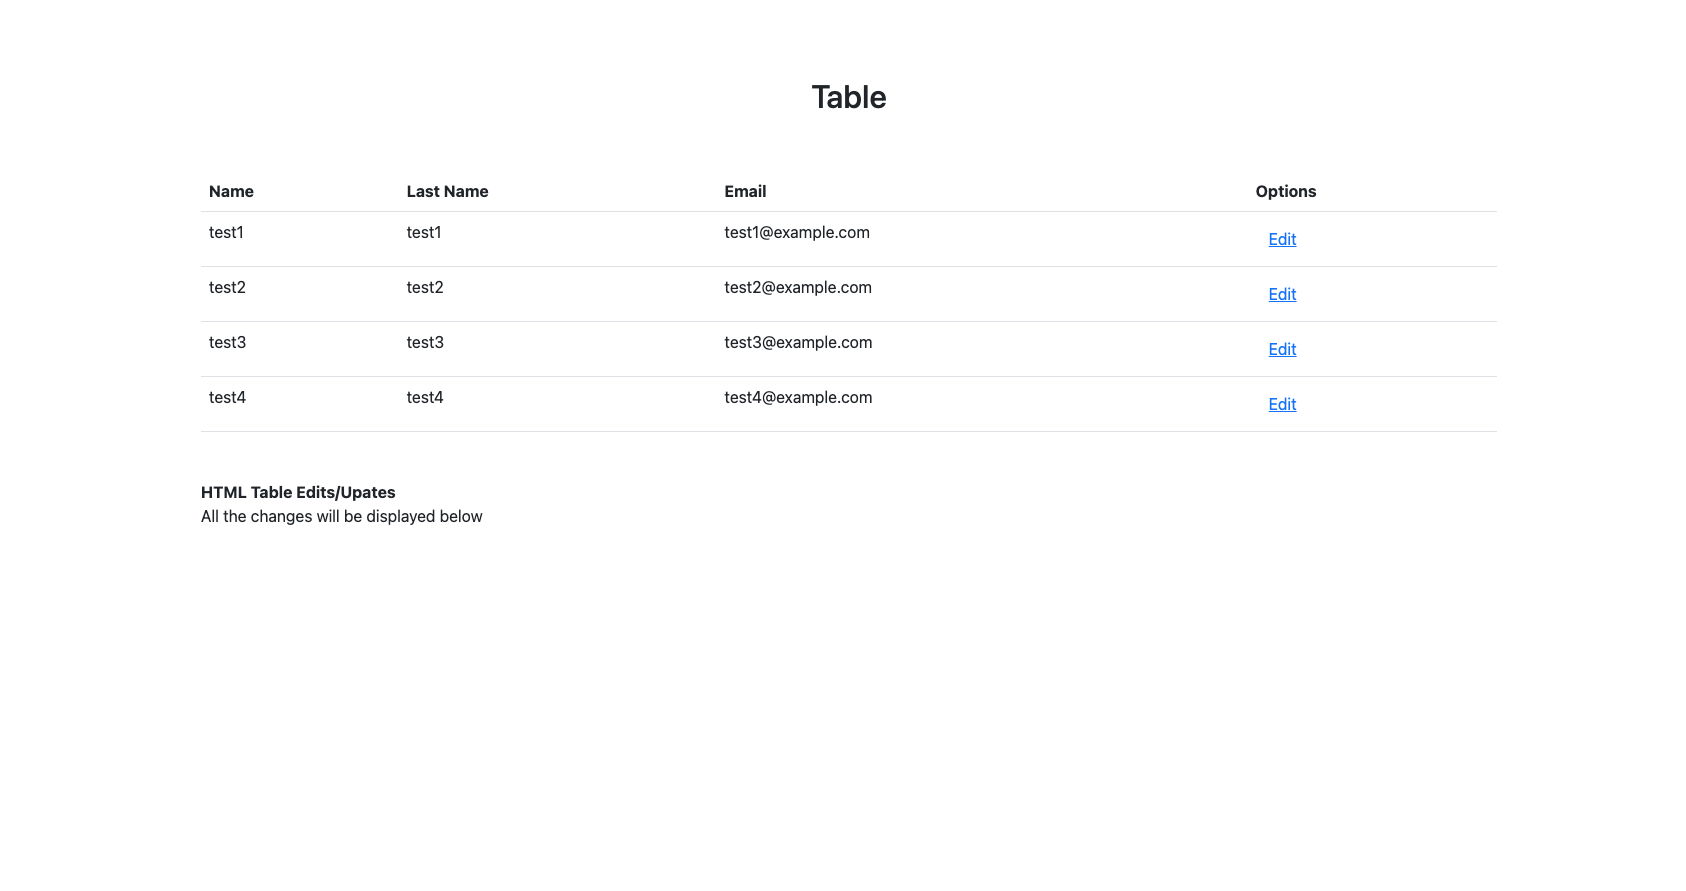 Table
Name Last Name Email Options
test1 test1 test1@example.com Edit
test2 test2 test2@example.com Edit
test3 test3 test3@example.com Edit
test4 test4 test4@example.com Edit
HTML Table Edits/Upates
All the changes will be displayed below